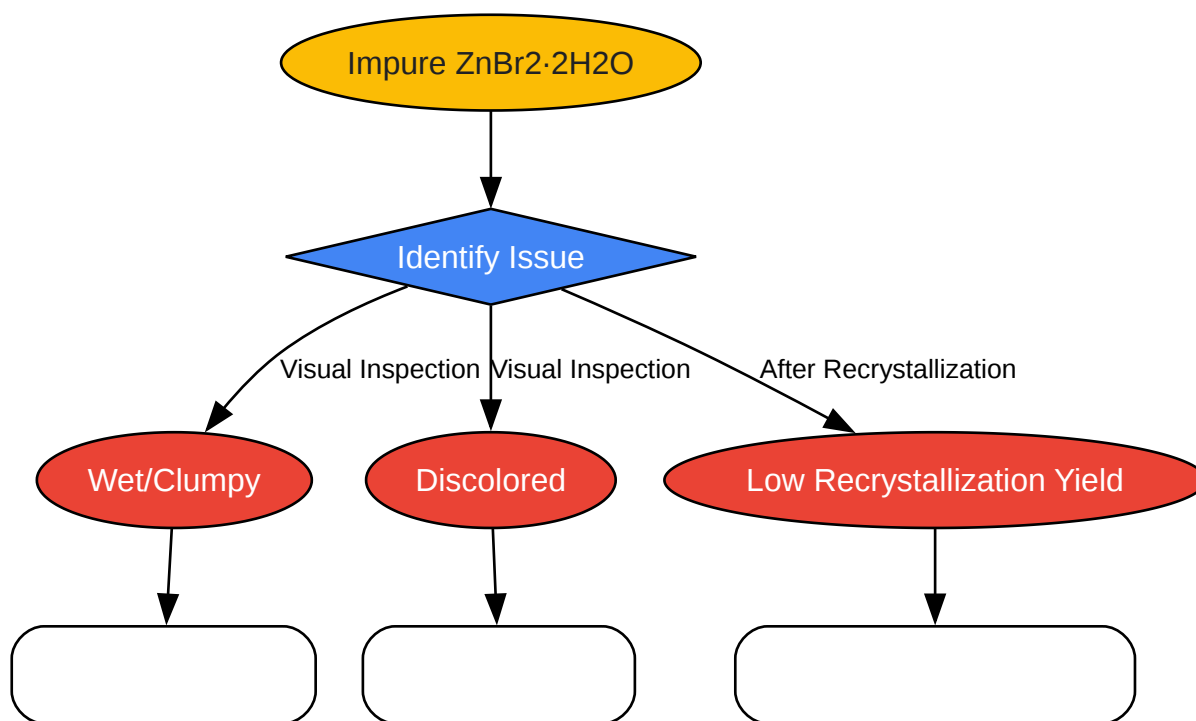 Impure ZnBr2·2H2O
Identify Issue
Visual Inspection
Visual Inspection
After Recrystallization
Wet/Clumpy
Discolored
Low Recrystallization Yield